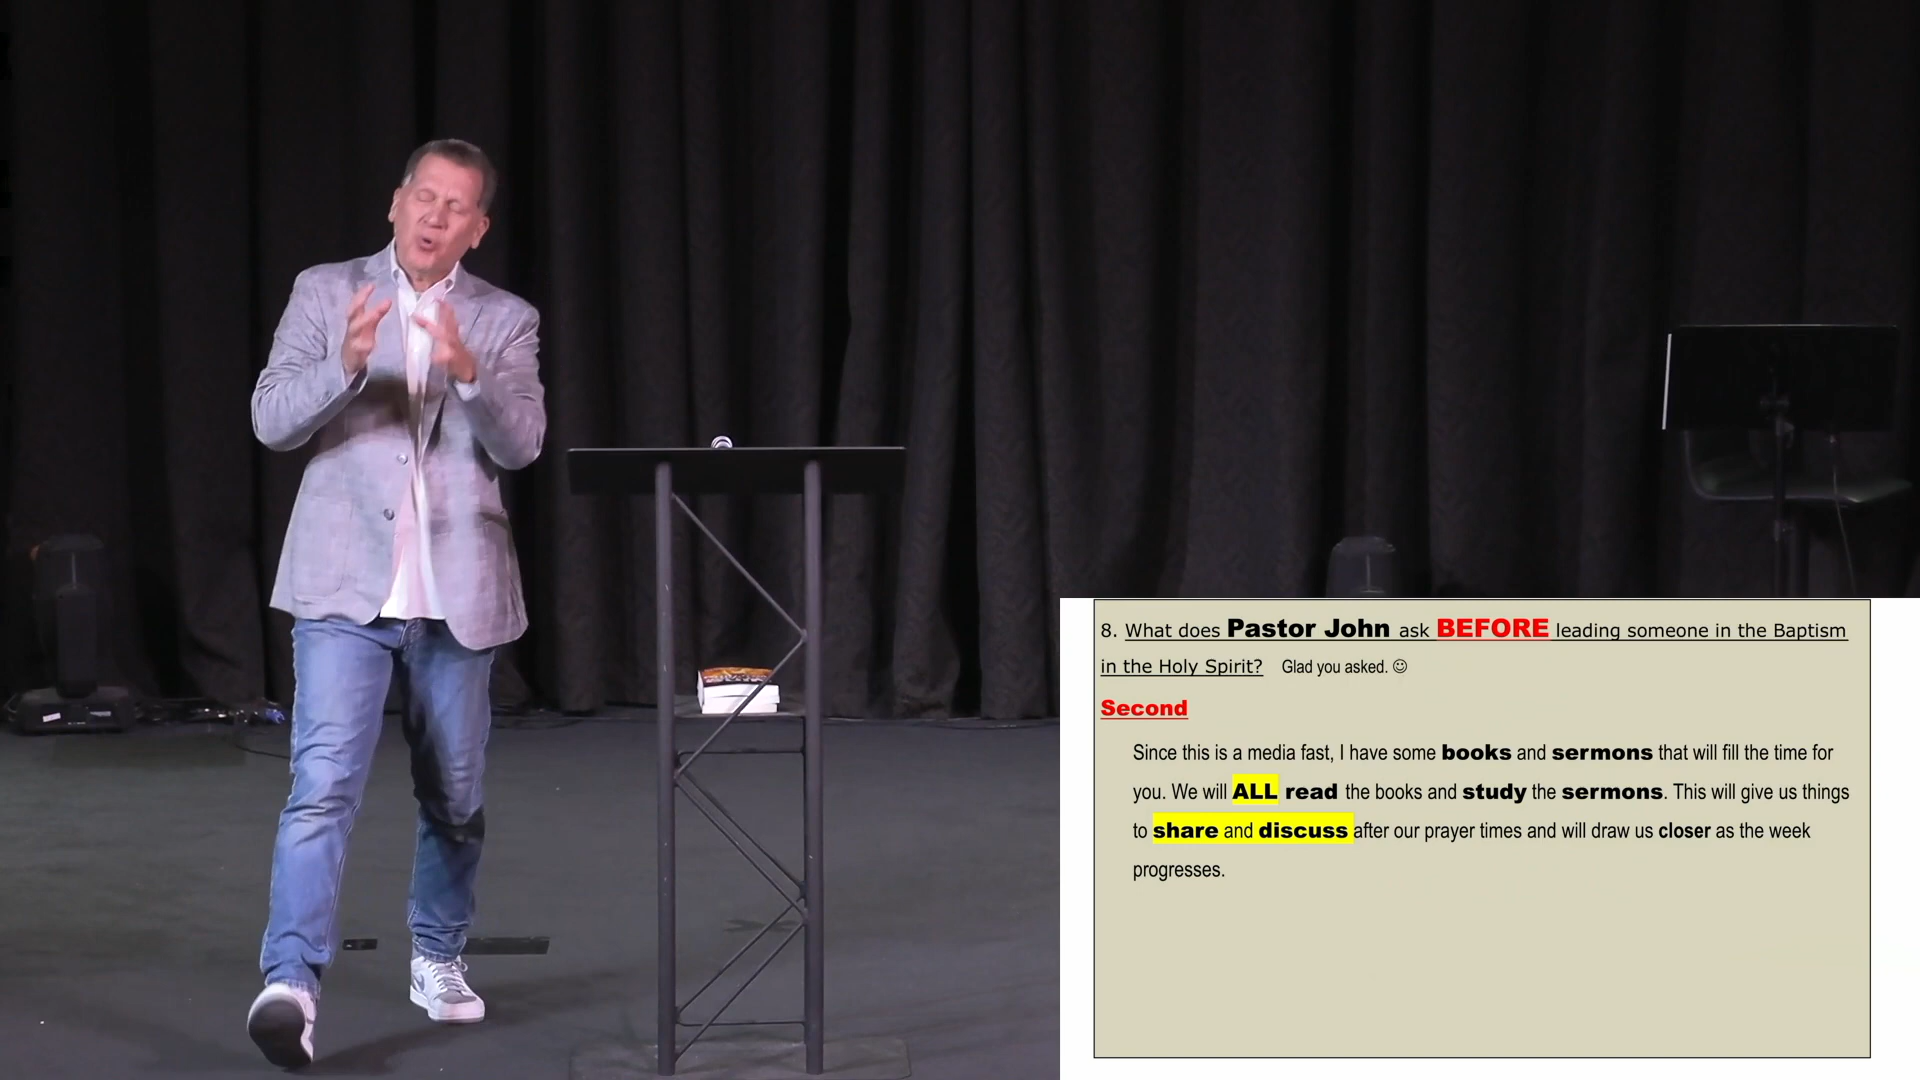 8. What does Pastor John ask BEFORE leading someone in the Baptism
in the Holy Spirit? Glad you asked. ☺
Second
Since this is a media fast, I have some books and sermons that will fill the time for
you. We will ALL read the books and study the sermons. This will give us things
to share and discuss after our prayer times and will draw us closer as the week
progresses.